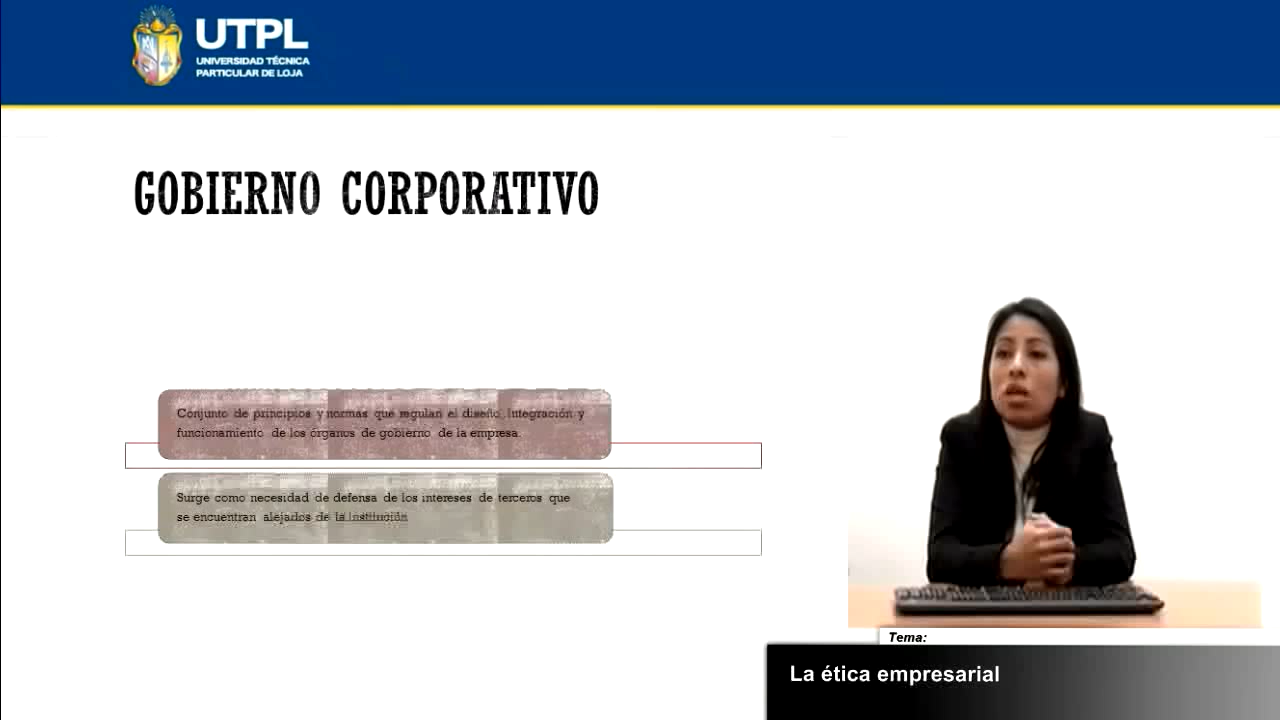 UTPL
UNIVERSIDAD TÉCNICA
PARTICULAR DE LOJA
GOBIERNO CORPORATIVO
Conjunto de principios y normas que regulan el diseño, integración y
funcionamiento de los órganos de gobierno de la empresa.
Surge como necesidad de defensa de los intereses de terceros que
se encuentran alejados de la institución
Tema:
La ética empresarial